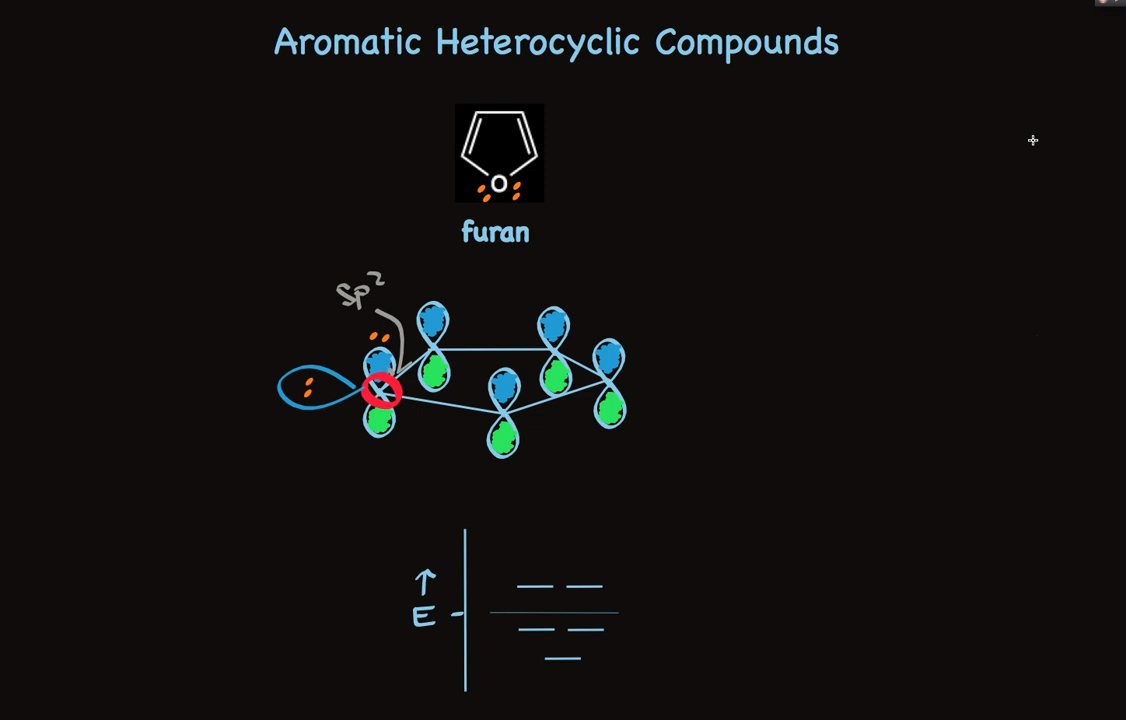 Aromatic Heterocyclic Compounds
O
furan
sp²
↑
E